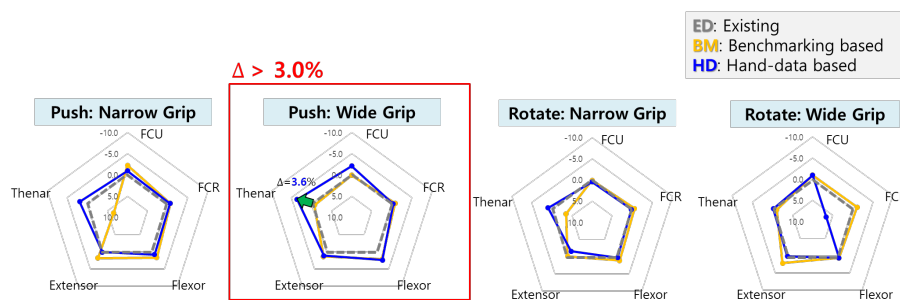 ED: Existing
BM: Benchmarking based
HD: Hand-data based
Δ > 3.0%
Push: Narrow Grip
-10.0
FCU
-5.0
0.0
5.0
10.0
FCR
Flexor
Extensor
Thenar
Push: Wide Grip
-10.0
FCU
-5.0
0.0
5.0
10.0
Δ=3.6%
FCR
Flexor
Extensor
Thenar
Rotate: Narrow Grip
-10.0
FCU
-5.0
0.0
5.0
10.0
FCR
Flexor
Extensor
Thenar
Rotate: Wide Grip
-10.0
FCU
-5.0
0.0
5.0
10.0
FC
Flexor
Extensor
Thenar